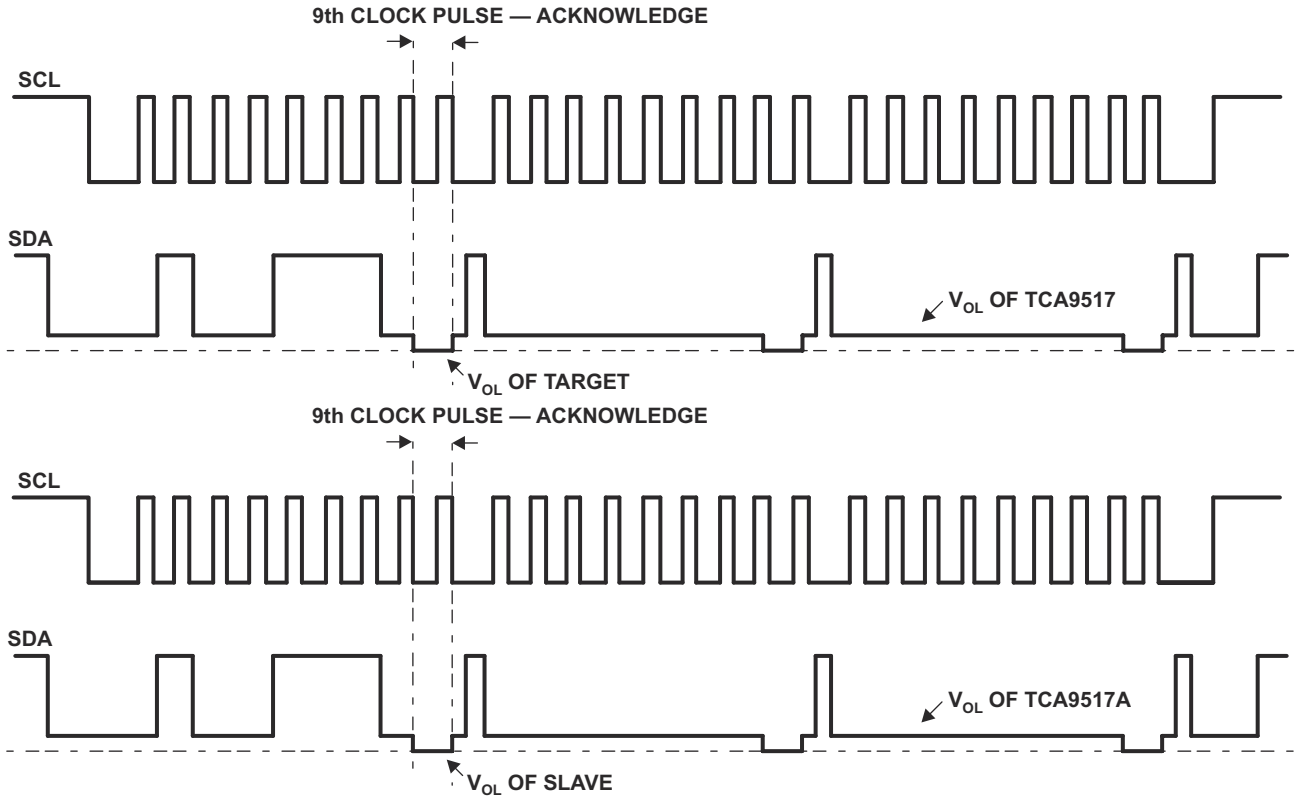 9th CLOCK PULSE — ACKNOWLEDGE
SCL
SDA
VOL OF TCA9517
VOL OF TARGET
9th CLOCK PULSE — ACKNOWLEDGE
SCL
SDA
VOL OF TCA9517A
VOL OF SLAVE